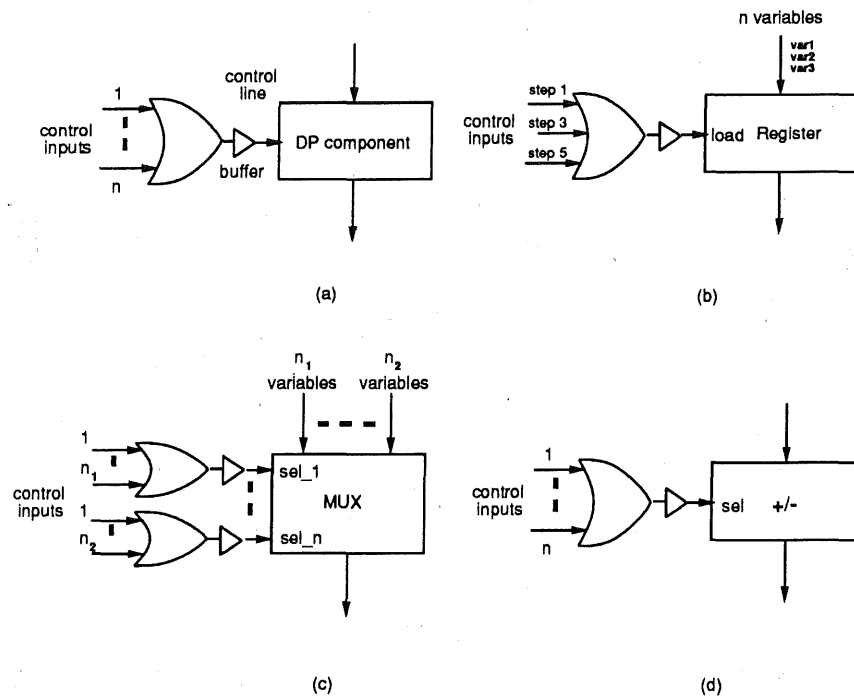 control
line
1
control
inputs
n
buffer
DP component
(a)
n variables
var1
var2
var3
step 1
control
inputs
step 3
step 5
load Register
(b)
n1
variables
n2
variables
1
n1
control
inputs
1
n2
sel_1
MUX
sel_n
(c)
1
control
inputs
n
sel +/-
(d)